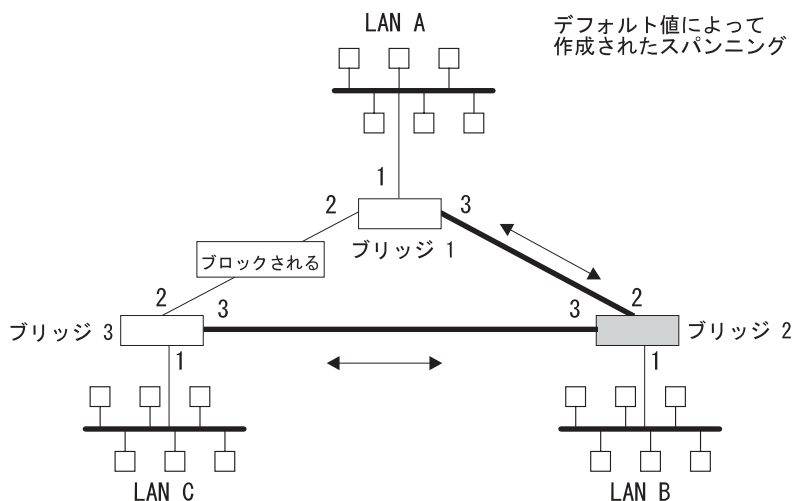 LAN A
デフォルト値によって
作成されたスパンニング
1
2
3
ブリッジ 1
ブロックされる
2
3
3
2
ブリッジ 3
ブリッジ 2
1
1
LAN C
LAN B